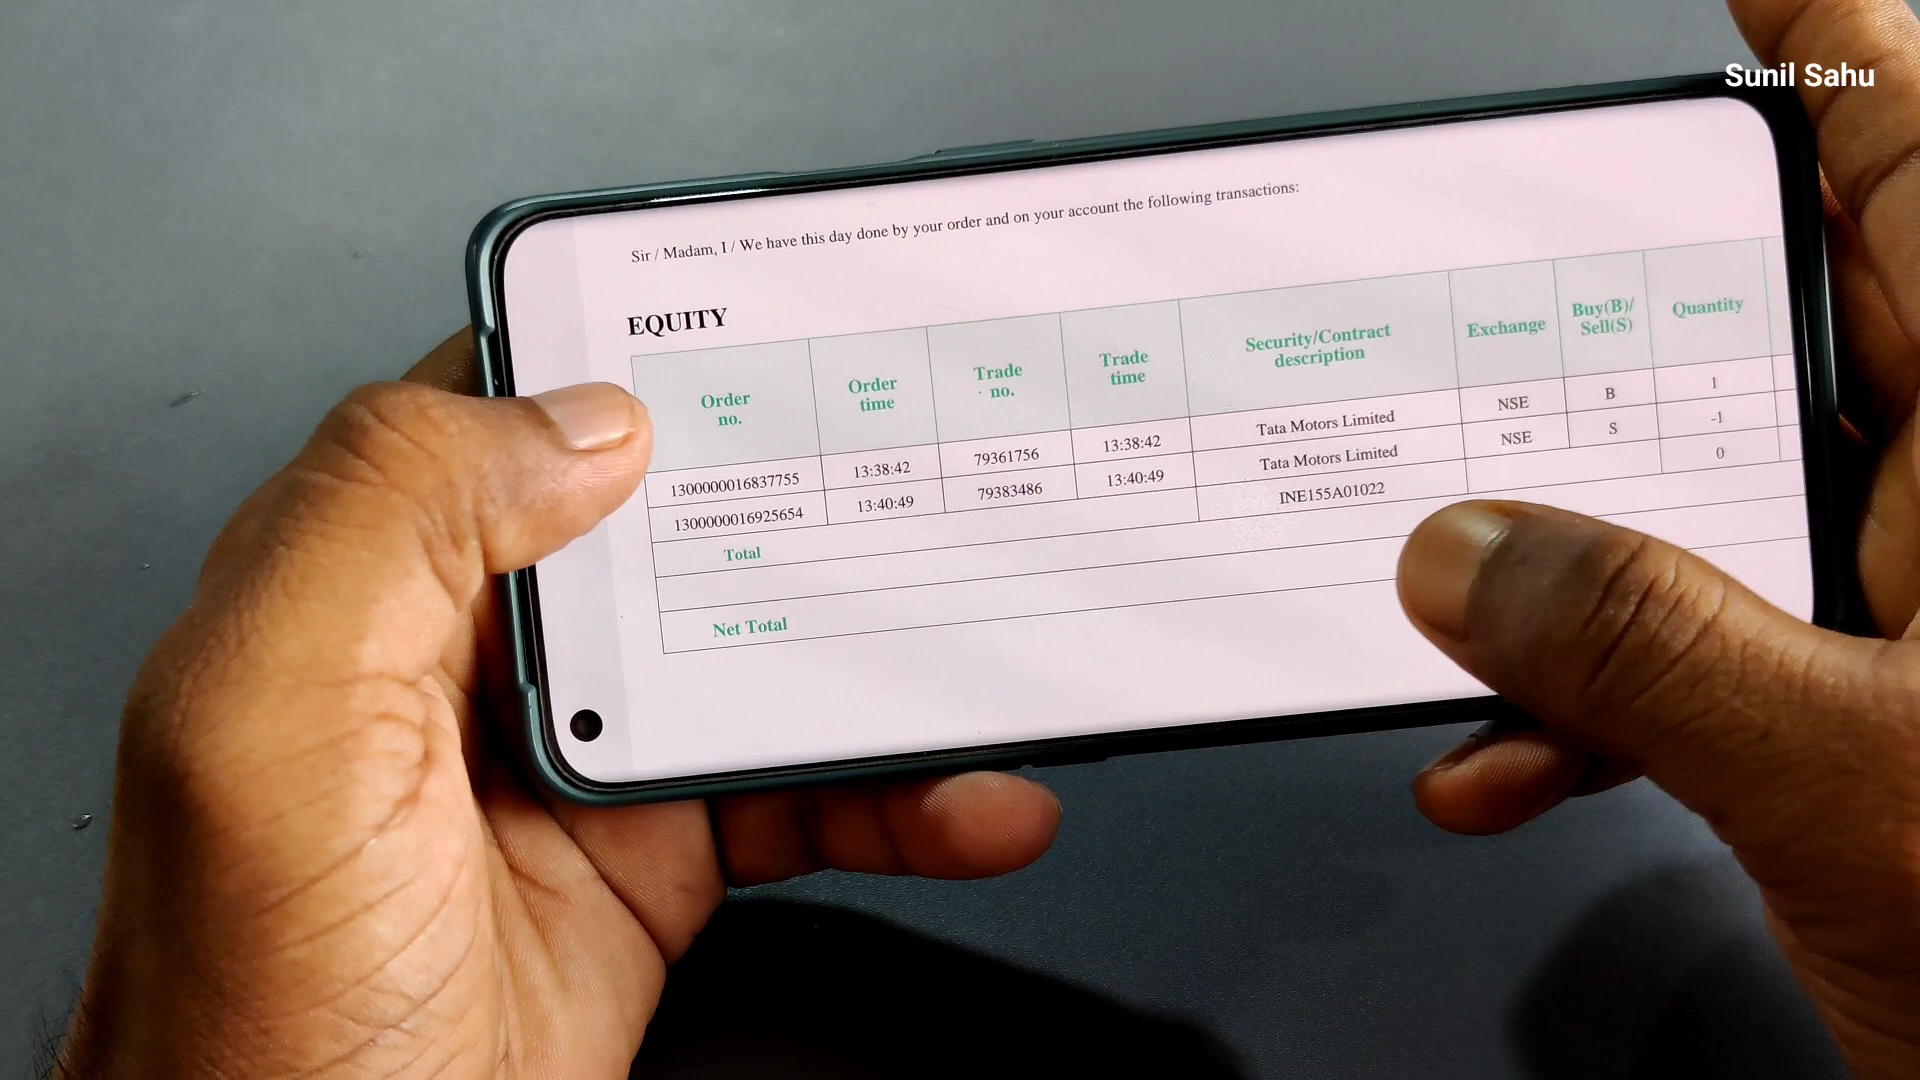 Sunil Sahu
Sir / Madam, I / We have this day done by your order and on your account the following transactions:
EQUITY
Order no. Order time Trade no. Trade time Security/Contract description Exchange Buy(B)/ Sell(S) Quantity
1300000016837755 13:38:42 79361756 13:38:42 Tata Motors Limited NSE B 1
1300000016925654 13:40:49 79383486 13:40:49 Tata Motors Limited NSE S -1
Total INE155A01022 0
Net Total